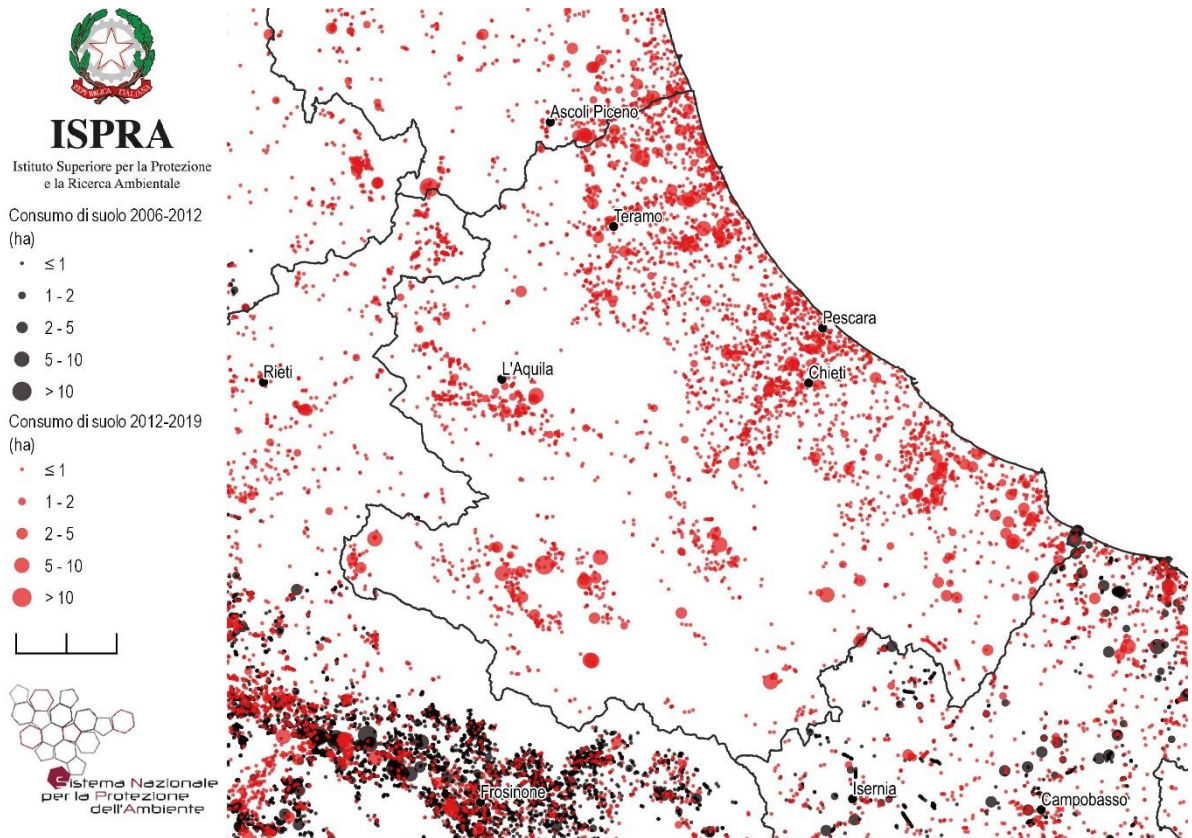 REPVBBLICA ITALIANA
ISPRA
Istituto Superiore per la Protezione
e la Ricerca Ambientale
Consumo di suolo 2006-2012
(ha)
≤ 1
1 - 2
2 - 5
5 - 10
> 10
Consumo di suolo 2012-2019
(ha)
≤ 1
1 - 2
2 - 5
5 - 10
> 10
Sistema Nazionale
per la Protezione
dell'Ambiente
Ascoli Piceno
Teramo
Pescara
Rieti
L'Aquila
Chieti
Frosinone
Isernia
Campobasso